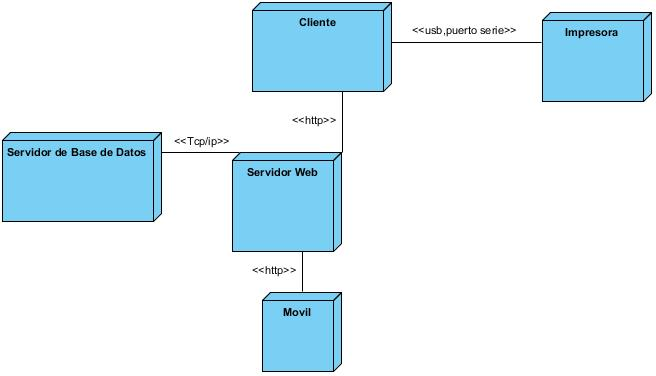 Cliente
<<usb,puerto serie>>
Impresora
<<http>>
<<Tcp/ip>>
Servidor de Base de Datos
Servidor Web
<<http>>
Movil